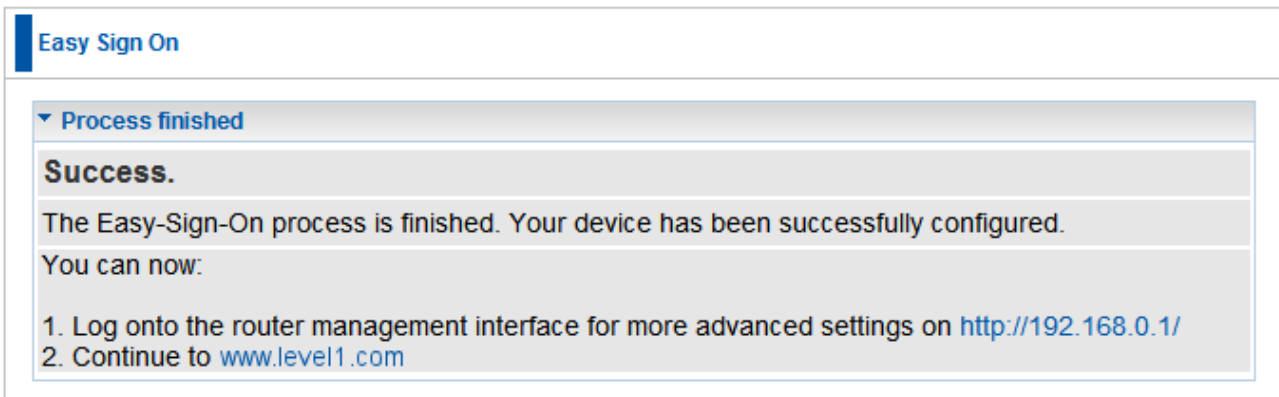 Easy Sign On
Process finished
Success.
The Easy-Sign-On process is finished. Your device has been successfully configured.
You can now:
1. Log onto the router management interface for more advanced settings on http://192.168.0.1/
2. Continue to www.level1.com